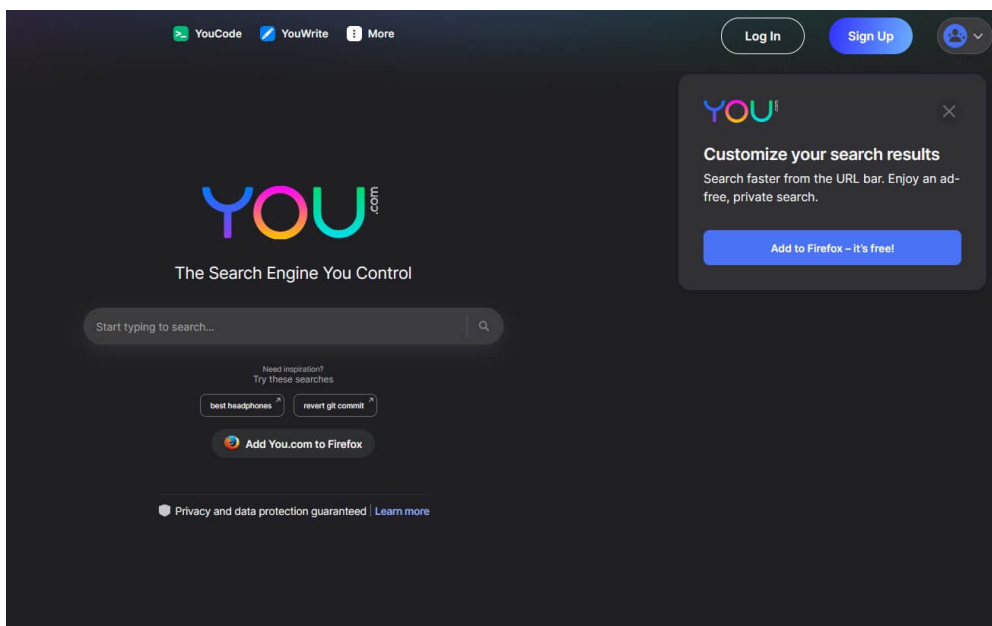 YouCode YouWrite More
Log In Sign Up
YOU.com
Customize your search results
Search faster from the URL bar. Enjoy an ad-
free, private search.
Add to Firefox – it's free!
YOU.com
The Search Engine You Control
Start typing to search...
Need inspiration?
Try these searches
best headphones revert git commit
Add You.com to Firefox
Privacy and data protection guaranteed | Learn more